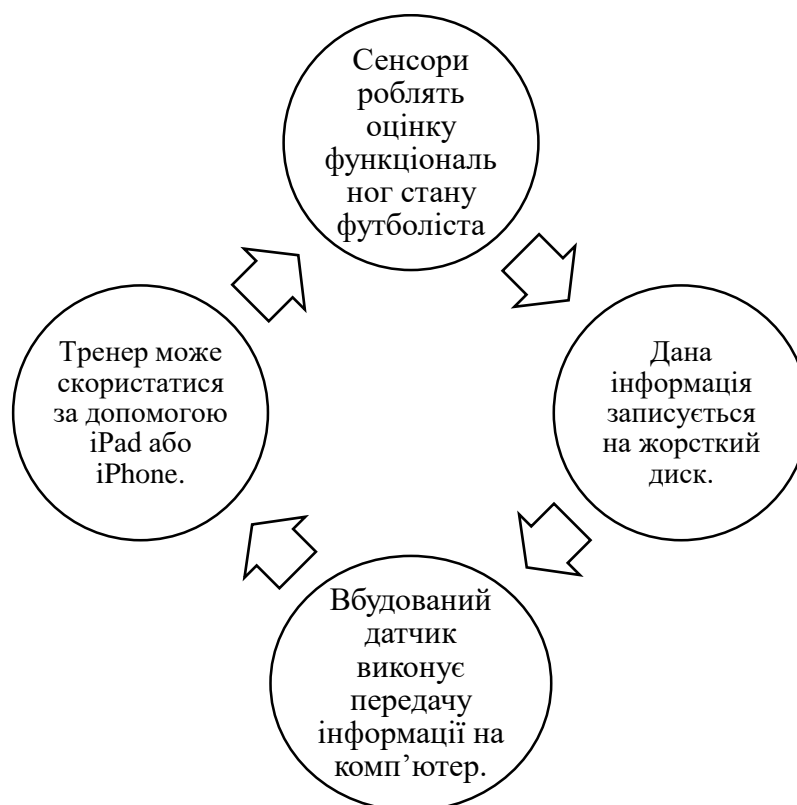 Сенсори
роблять
оцінку
функціональ
ног стану
футболіста
Дана
інформація
записується
на жорсткий
диск.
Вбудований
датчик
виконує
передачу
інформації на
комп’ютер.
Тренер може
скористатися
за допомогою
iPad або
iPhone.